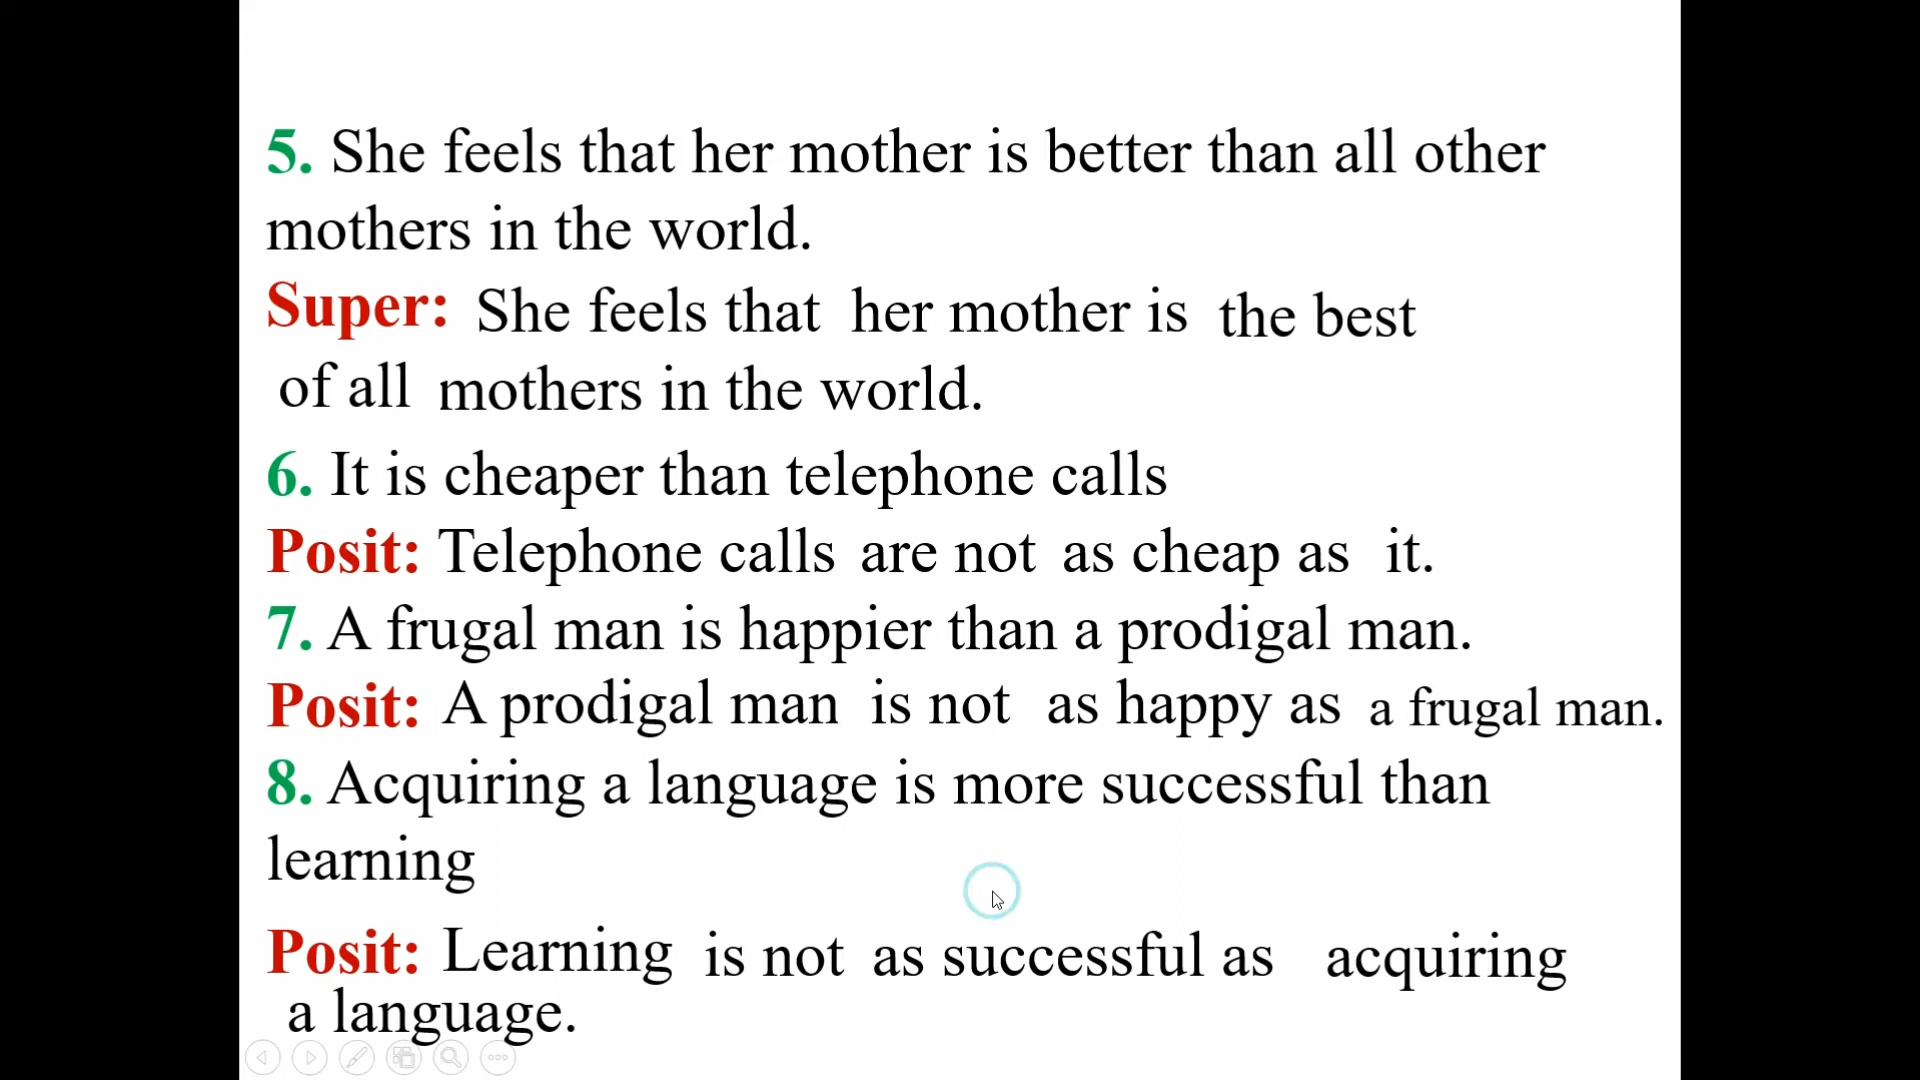 5. She feels that her mother is better than all other
mothers in the world.
Super: She feels that her mother is the best
of all mothers in the world.
6. It is cheaper than telephone calls
Posit: Telephone calls are not as cheap as it.
7. A frugal man is happier than a prodigal man.
Posit: A prodigal man is not as happy as a frugal man.
8. Acquiring a language is more successful than
learning
Posit: Learning is not as successful as acquiring
a language.